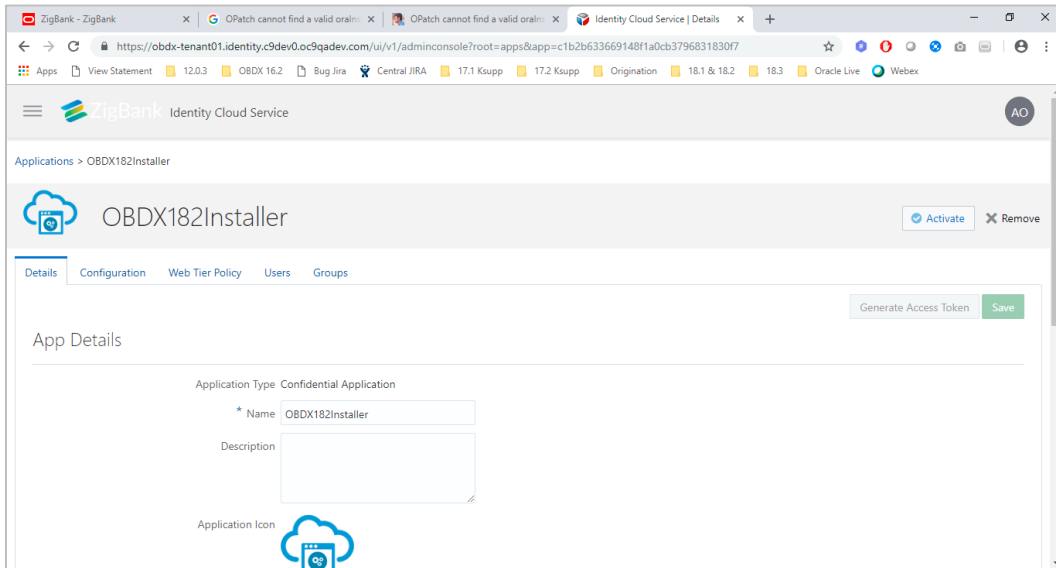 ZigBank - ZigBank
OPatch cannot find a valid oraIns
OPatch cannot find a valid oraIns
Identity Cloud Service | Details
https://obdx-tenant01.identity.c9dev0.oc9qadev.com/ui/v1/adminconsole?root=apps&app=c1b2b633669148f1a0cb3796831830f7
Apps View Statement 12.0.3 OBDX 16.2 Bug Jira Central JIRA 17.1 Ksupp 17.2 Ksupp Origination 18.1 & 18.2 18.3 Oracle Live Webex
ZigBank Identity Cloud Service AO
Applications > OBDX182Installer
OBDX182Installer Activate Remove
Details Configuration Web Tier Policy Users Groups
Generate Access Token Save
App Details
Application Type Confidential Application
* Name OBDX182Installer
Description
Application Icon